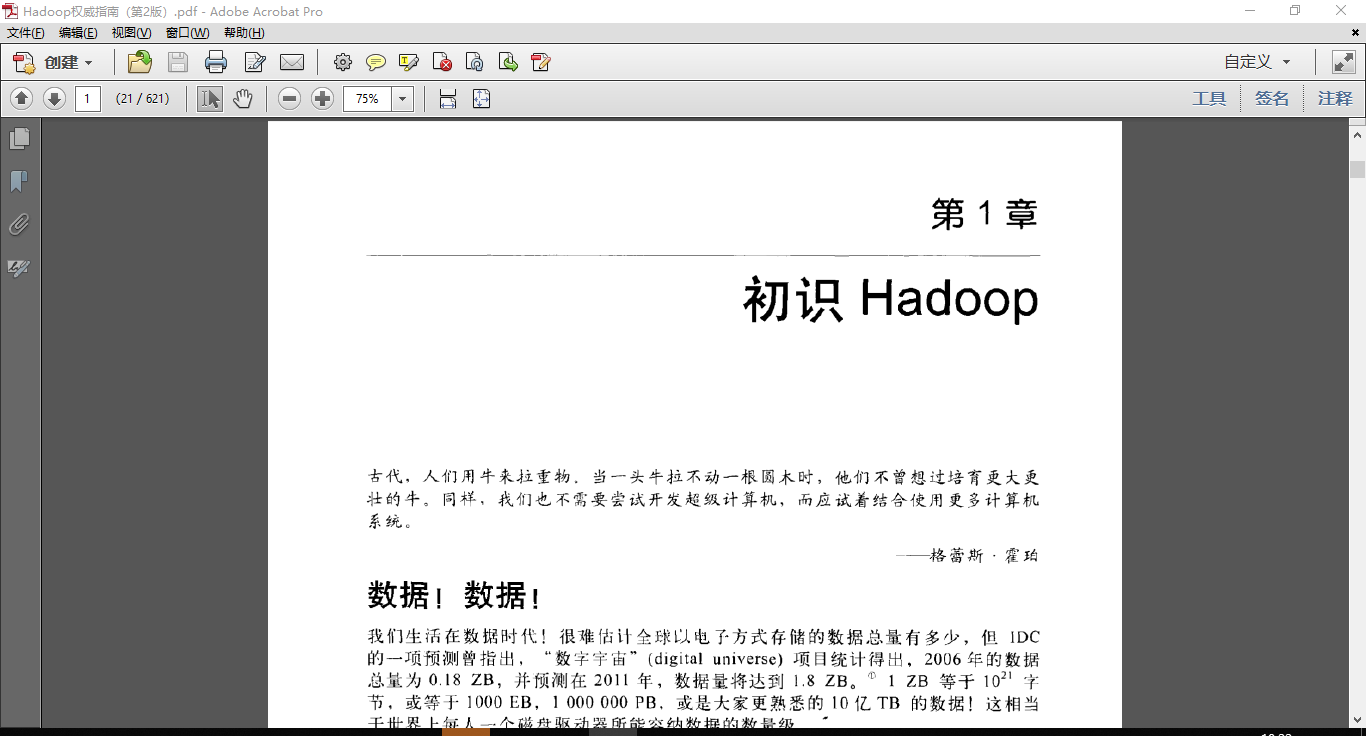 Hadoop权威指南（第2版）.pdf - Adobe Acrobat Pro
文件(F) 编辑(E) 视图(V) 窗口(W) 帮助(H)
创建 自定义
1 (21 / 621) 75% 工具 签名 注释
第 1 章
初识 Hadoop
古代，人们用牛来拉重物。当一头牛拉不动一根圆木时，他们不曾想过培育更大更
壮的牛。同样，我们也不需要尝试开发超级计算机，而应试着结合使用更多计算机
系统。
——格蕾斯·霍珀
数据！数据！
我们生活在数据时代！很难估计全球以电子方式存储的数据总量有多少，但 IDC
的一项预测曾指出，“数字宇宙”(digital universe) 项目统计得出，2006 年的数据
总量为 0.18 ZB，并预测在 2011 年，数据量将达到 1.8 ZB。① 1 ZB 等于 10²¹ 字
节，或等于 1000 EB，1 000 000 PB，或是大家更熟悉的 10 亿 TB 的数据！这相当
于世界上每人一个磁盘驱动器所能容纳数据的数量级。